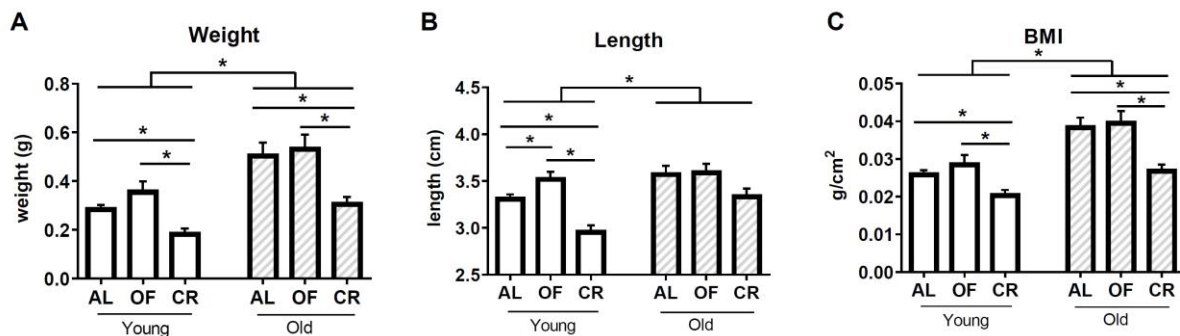 A
Weight
*
*
*
*
*
weight (g)
0.8
0.6
0.4
0.2
0.0
AL OF CR AL OF CR
Young Old
B
Length
*
*
*
*
length (cm)
4.5
4.0
3.5
3.0
2.5
AL OF CR AL OF CR
Young Old
C
BMI
*
*
*
*
*
g/cm²
0.05
0.04
0.03
0.02
0.01
0.00
AL OF CR AL OF CR
Young Old